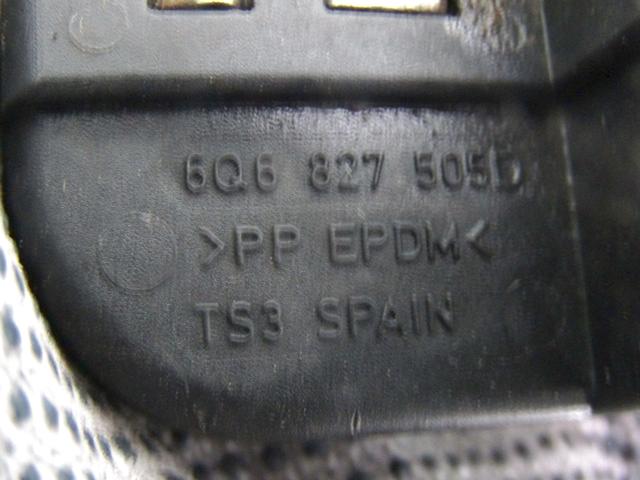 6Q6 827 505D
>PP EPDM<
TS3 SPAIN